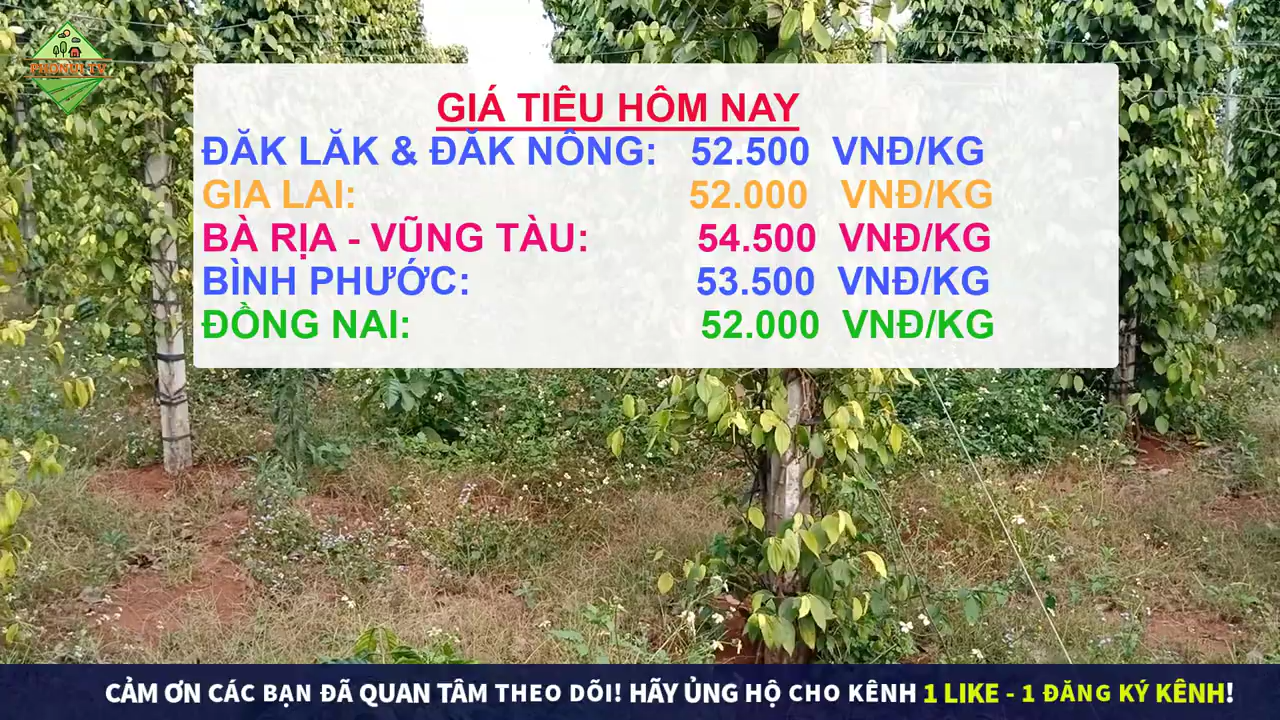 PHONUI TV
GIÁ TIÊU HÔM NAY
ĐĂK LĂK & ĐĂK NÔNG: 52.500 VNĐ/KG
GIA LAI: 52.000 VNĐ/KG
BÀ RỊA - VŨNG TÀU: 54.500 VNĐ/KG
BÌNH PHƯỚC: 53.500 VNĐ/KG
ĐỒNG NAI: 52.000 VNĐ/KG
CẢM ƠN CÁC BẠN ĐÃ QUAN TÂM THEO DÕI! HÃY ỦNG HỘ CHO KÊNH 1 LIKE - 1 ĐĂNG KÝ KÊNH!